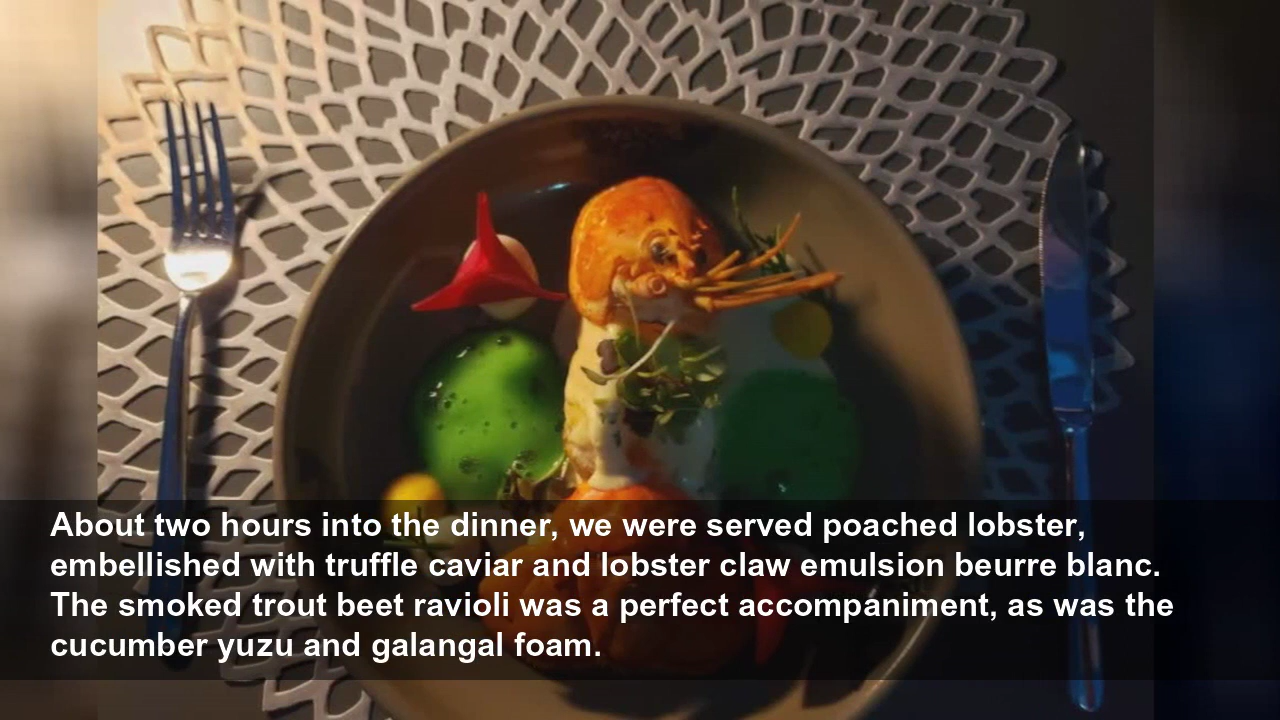 About two hours into the dinner, we were served poached lobster,
embellished with truffle caviar and lobster claw emulsion beurre blanc.
The smoked trout beet ravioli was a perfect accompaniment, as was the
cucumber yuzu and galangal foam.